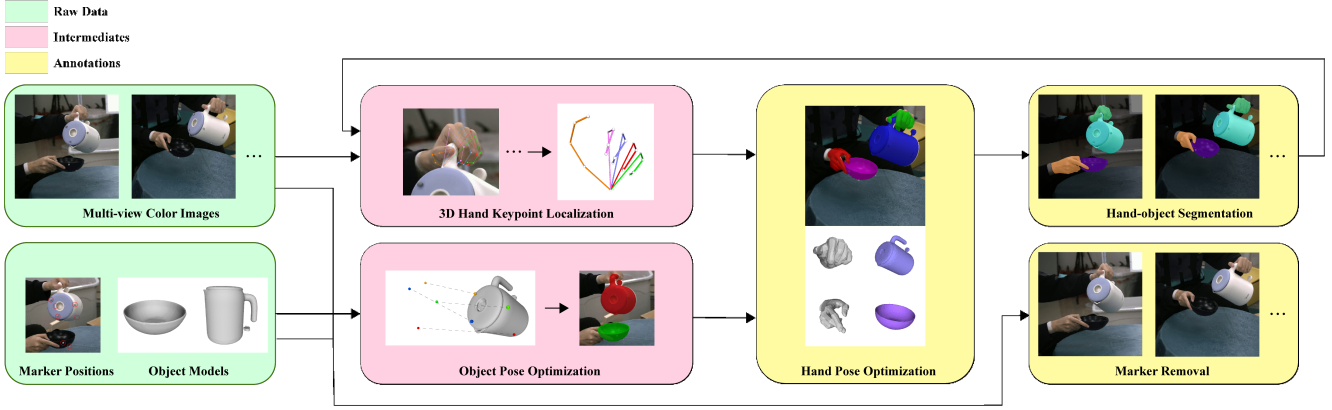 Raw Data
Intermediates
Annotations
...
Multi-view Color Images
...
3D Hand Keypoint Localization
Hand Pose Optimization
...
Hand-object Segmentation
Marker Positions
Object Models
Object Pose Optimization
...
Marker Removal